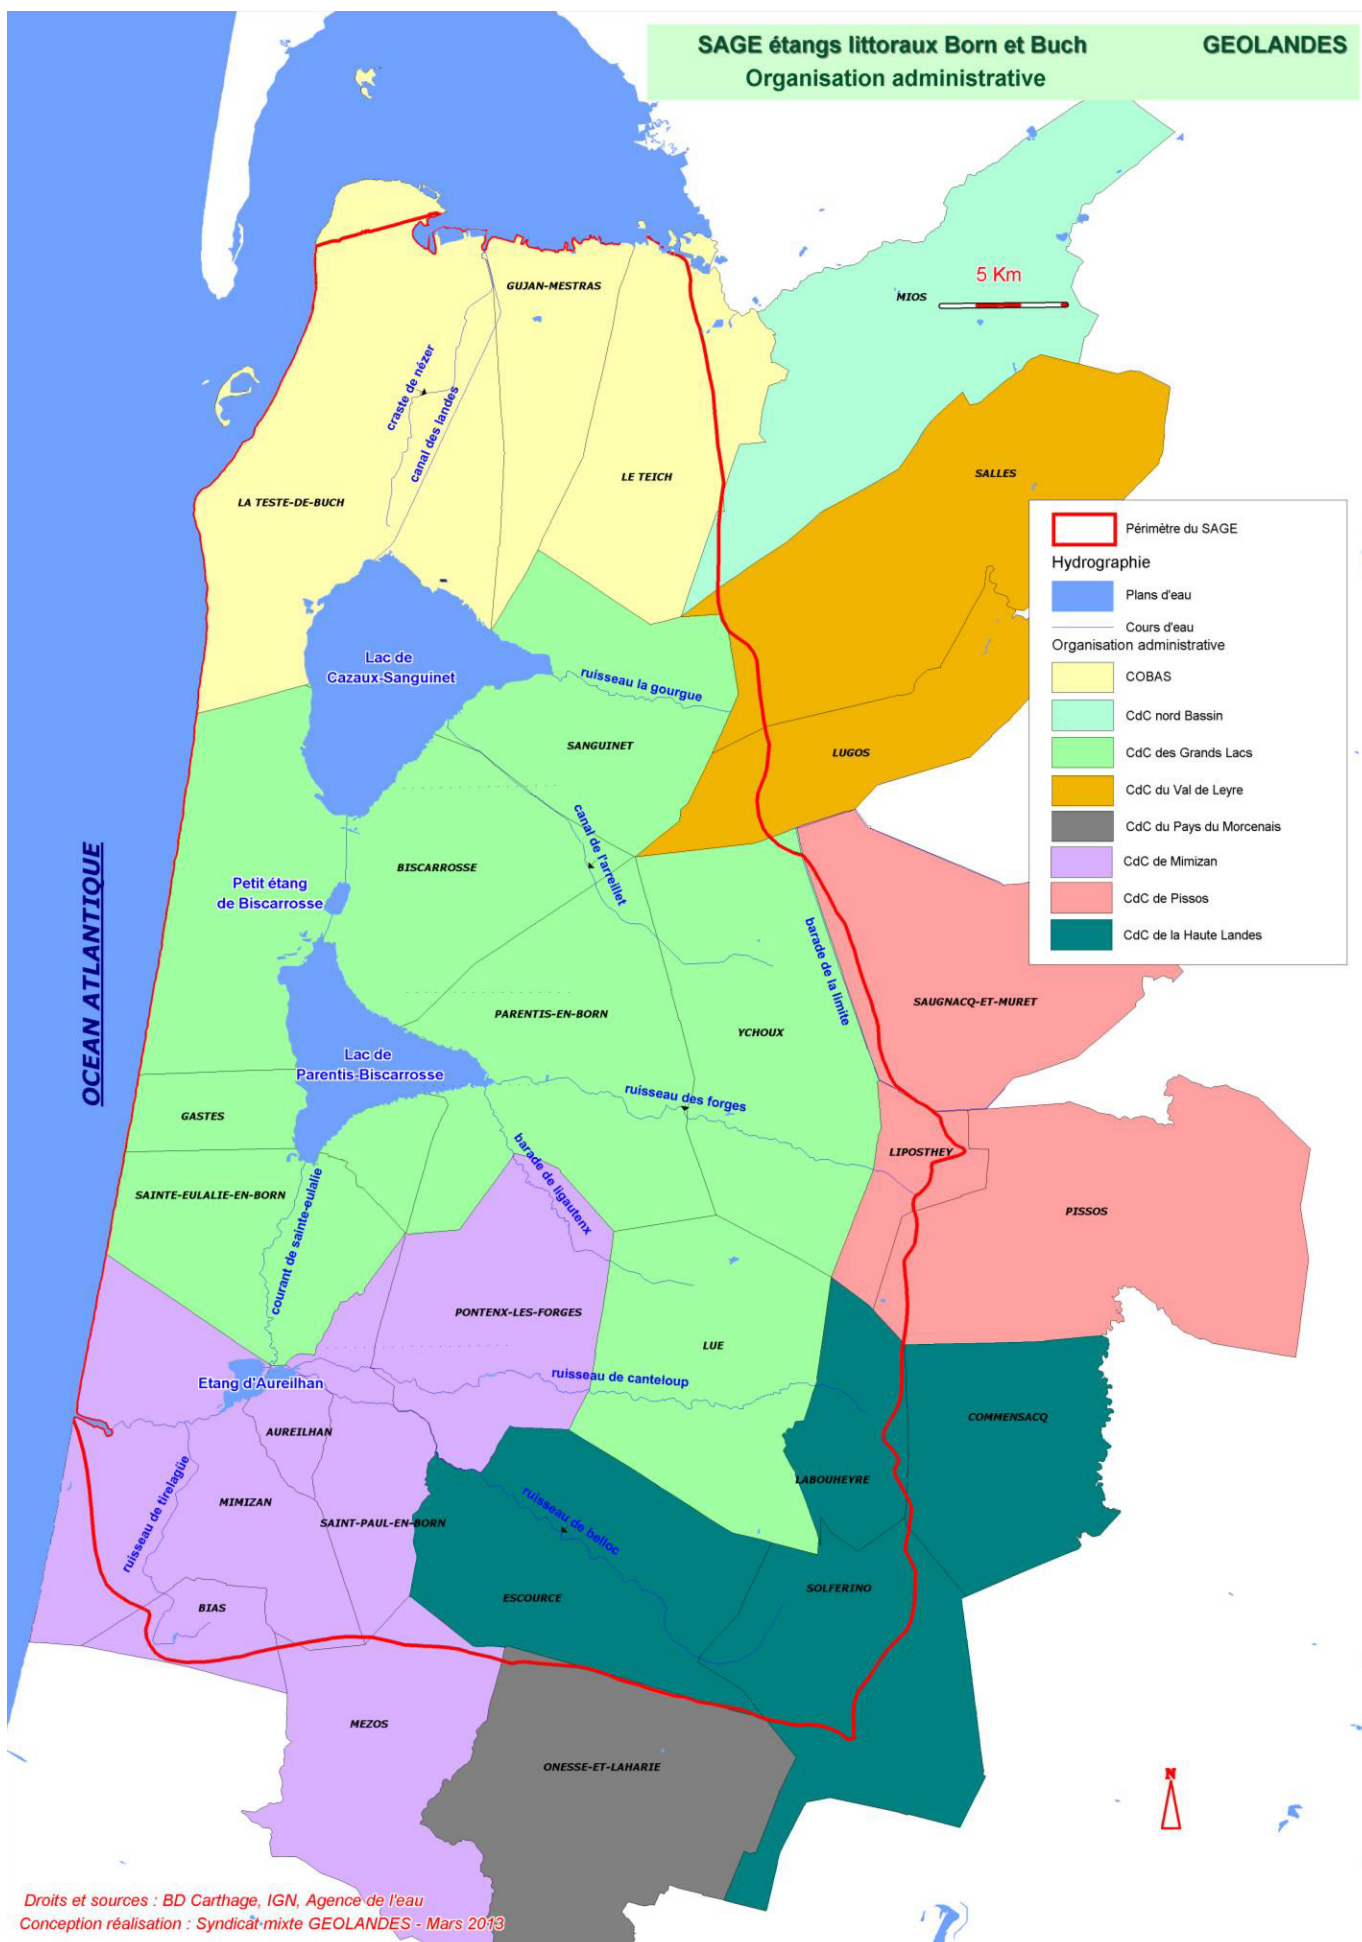 SAGE étangs littoraux Born et Buch
GEOLANDES
Organisation administrative
5 Km
MIOS
GUJAN-MESTRAS
craste de nézer
canal des landes
LE TEICH
LA TESTE-DE-BUCH
SALLES
Périmètre du SAGE
Hydrographie
Plans d'eau
Cours d'eau
Organisation administrative
COBAS
CdC nord Bassin
CdC des Grands Lacs
CdC du Val de Leyre
CdC du Pays du Morcenais
CdC de Mimizan
CdC de Pissos
CdC de la Haute Landes
Lac de
Cazaux-Sanguinet
ruisseau la gourgue
SANGUINET
LUGOS
canal de l'arreillet
BISCARROSSE
Petit étang
de Biscarrosse
OCEAN ATLANTIQUE
barade de la limite
SAUGNACQ-ET-MURET
PARENTIS-EN-BORN
YCHOUX
Lac de
Parentis-Biscarrosse
ruisseau des forges
GASTES
LIPOSTHEY
barade de ligautenx
SAINTE-EULALIE-EN-BORN
courant de sainte-eulalie
PISSOS
PONTENX-LES-FORGES
LUE
Etang d'Aureilhan
ruisseau de canteloup
COMMENSACQ
AUREILHAN
LABOUHEYRE
ruisseau de tirelagüe
MIMIZAN
SAINT-PAUL-EN-BORN
ruisseau de belloc
BIAS
ESCOURCE
SOLFERINO
MEZOS
ONESSE-ET-LAHARIE
N
Droits et sources : BD Carthage, IGN, Agence de l'eau
Conception réalisation : Syndicat mixte GEOLANDES - Mars 2013